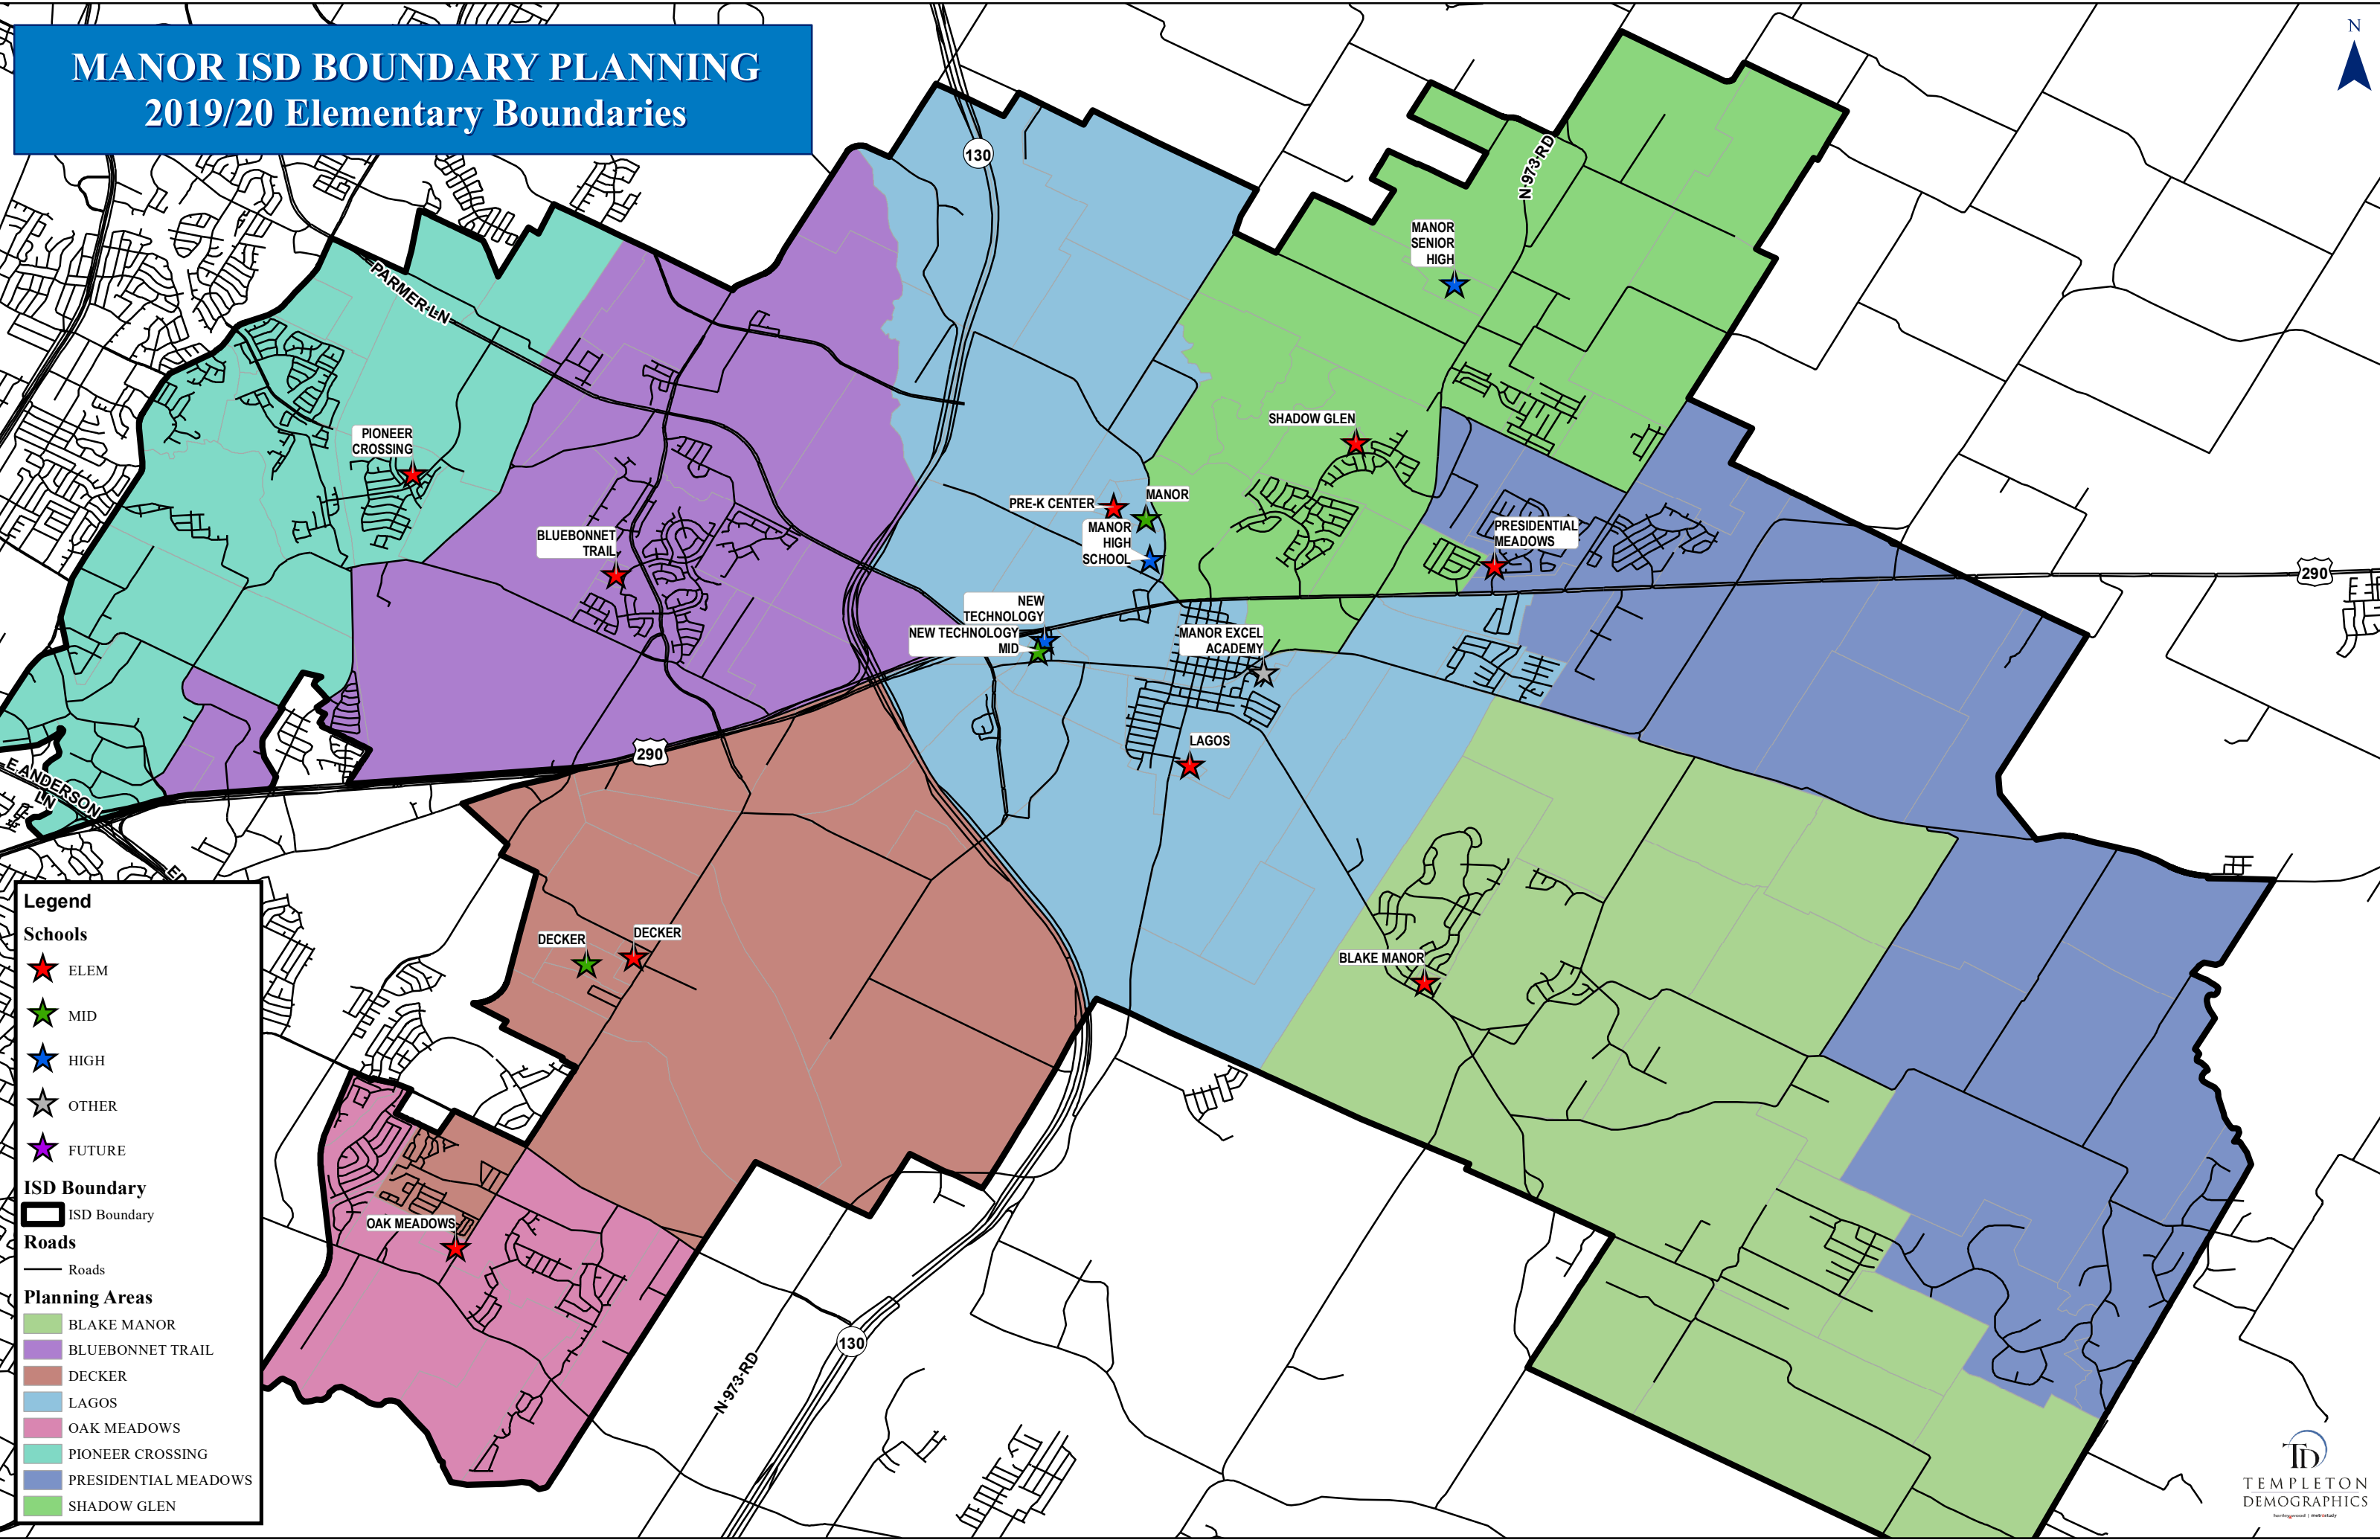 MANOR ISD BOUNDARY PLANNING
2019/20 Elementary Boundaries
N
130
N 973 RD
MANOR
SENIOR
HIGH
PARMER LN
SHADOW GLEN
PIONEER
CROSSING
PRE-K CENTER
MANOR
MANOR
HIGH
SCHOOL
PRESIDENTIAL
MEADOWS
BLUEBONNET
TRAIL
290
NEW
TECHNOLOGY
NEW TECHNOLOGY
MID
MANOR EXCEL
ACADEMY
LAGOS
290
E ANDERSON
LN
DECKER
DECKER
BLAKE MANOR
OAK MEADOWS
130
N 973 RD
Legend
Schools
ELEM
MID
HIGH
OTHER
FUTURE
ISD Boundary
ISD Boundary
Roads
Roads
Planning Areas
BLAKE MANOR
BLUEBONNET TRAIL
DECKER
LAGOS
OAK MEADOWS
PIONEER CROSSING
PRESIDENTIAL MEADOWS
SHADOW GLEN
TD
TEMPLETON
DEMOGRAPHICS